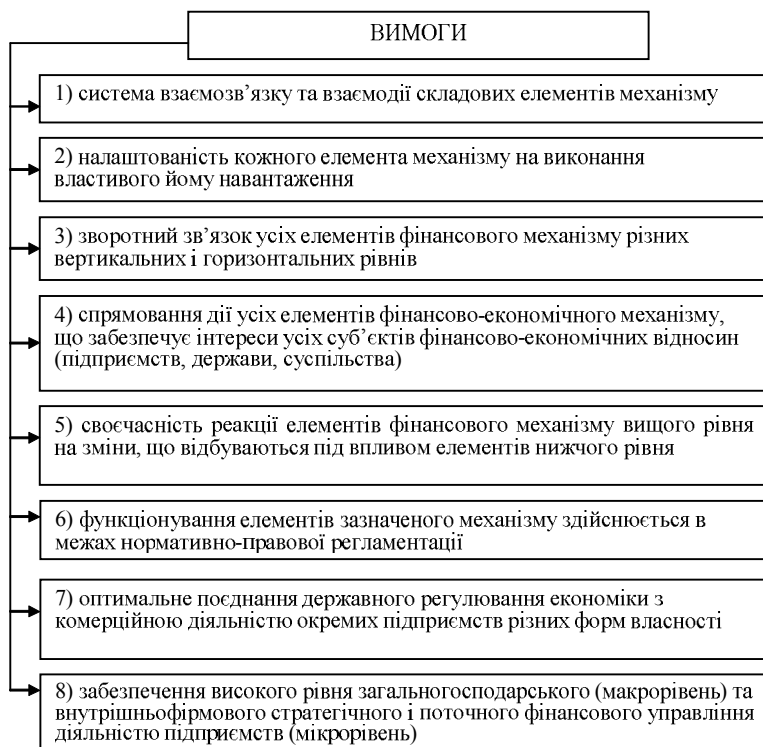 ВИМОГИ
1) система взаємозв’язку та взаємодії складових елементів механізму
2) налаштованість кожного елемента механізму на виконання
властивого йому навантаження
3) зворотний зв’язок усіх елементів фінансового механізму різних
вертикальних і горизонтальних рівнів
4) спрямовання дії усіх елементів фінансово-економічного механізму,
що забезпечує інтереси усіх суб’єктів фінансово-економічних відносин
(підприємств, держави, суспільства)
5) своєчасність реакції елементів фінансового механізму вищого рівня
на зміни, що відбуваються під впливом елементів нижчого рівня
6) функціонування елементів зазначеного механізму здійснюється в
межах нормативно-правової регламентації
7) оптимальне поєднання державного регулювання економіки з
комерційною діяльністю окремих підприємств різних форм власності
8) забезпечення високого рівня загальногосподарського (макрорівень) та
внутрішньофірмового стратегічного і поточного фінансового управління
діяльністю підприємств (мікрорівень)